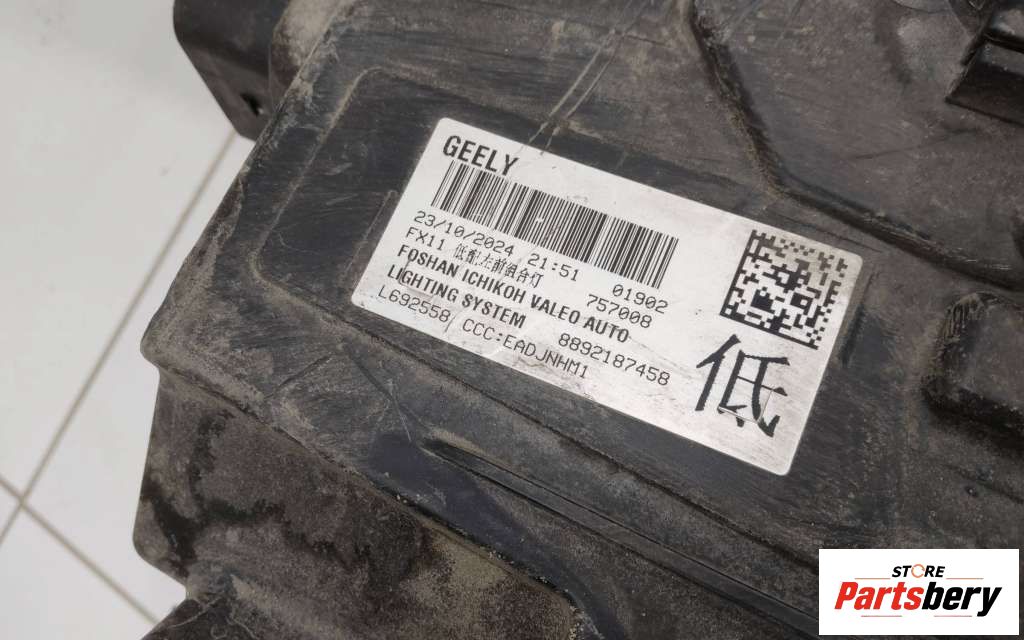 GEELY
23/10/2024 21:51 01902
FX11 低配左前组合灯 757008
FOSHAN ICHIKOH VALEO AUTO
LIGHTING SYSTEM 8892187458
L692558 CCC:EADJNHM1
低
STORE
Partsbery